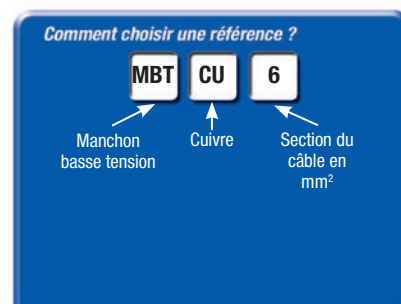 Comment choisir une référence ?
MBT CU 6
Manchon basse tension
Cuivre
Section du câble en mm²